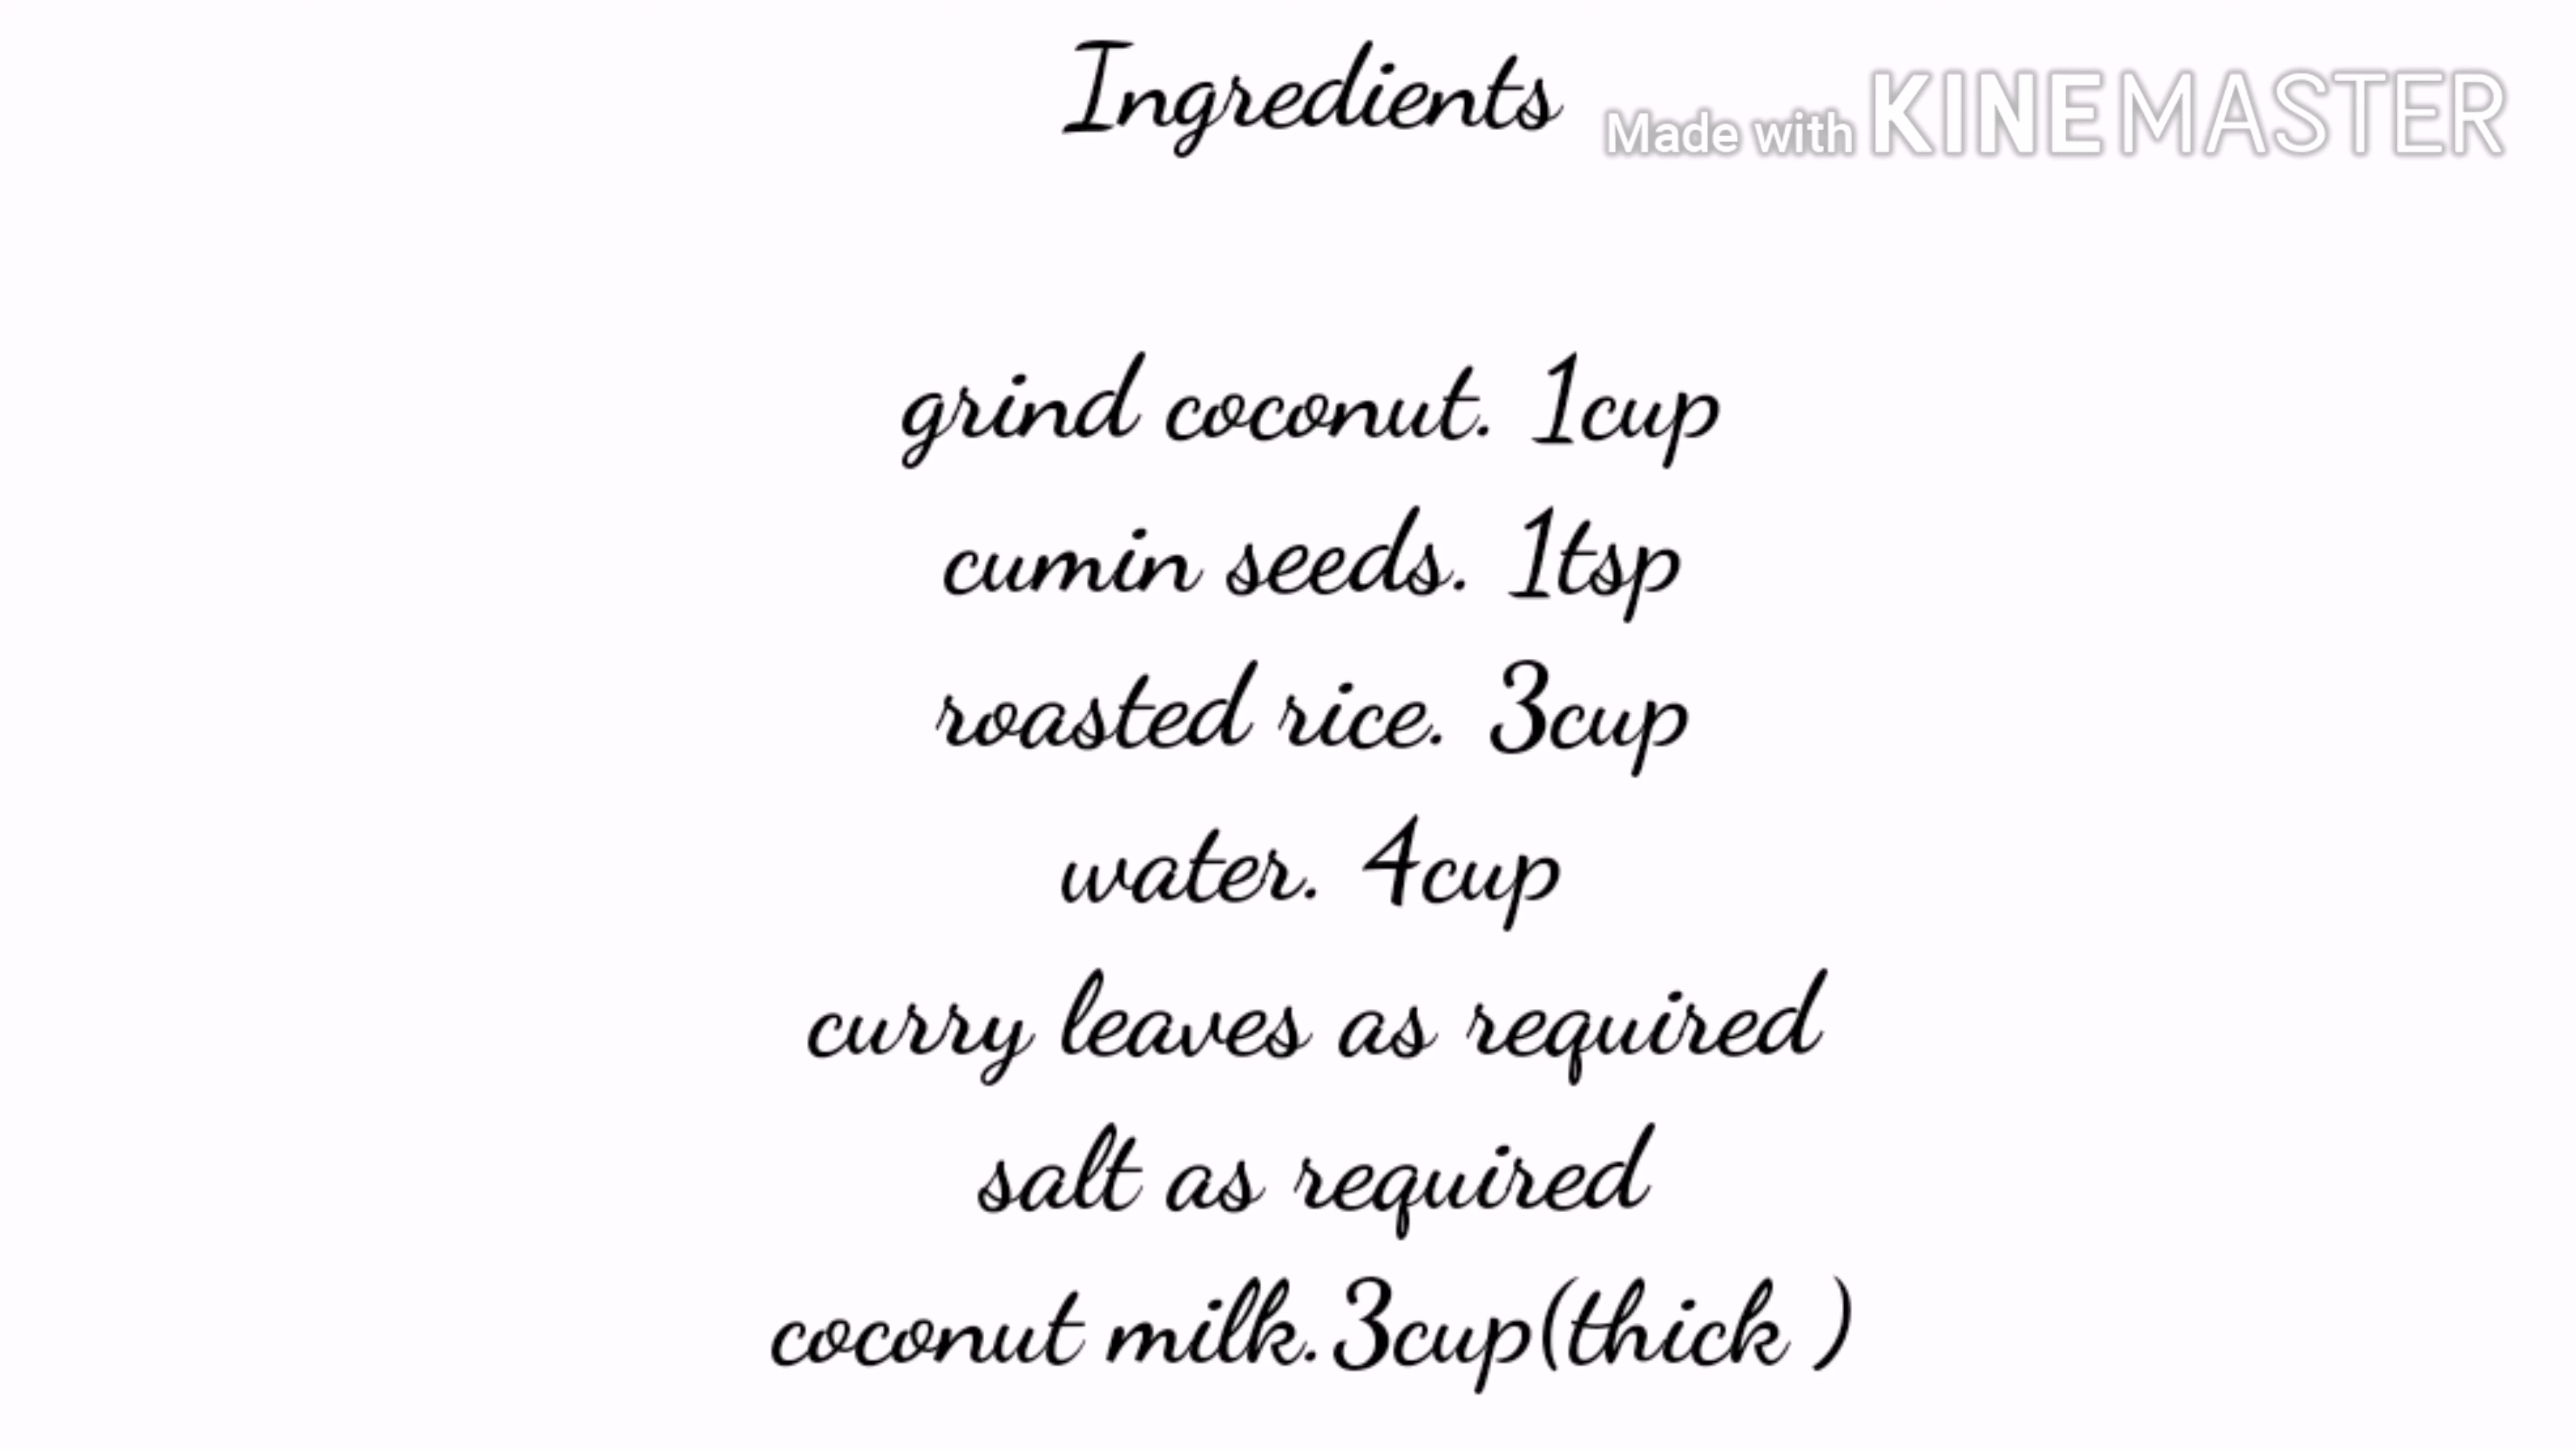 Ingredients
Made with KINEMASTER
grind coconut. 1cup
cumin seeds. 1tsp
roasted rice. 3cup
water. 4cup
curry leaves as required
salt as required
coconut milk.3cup(thick )